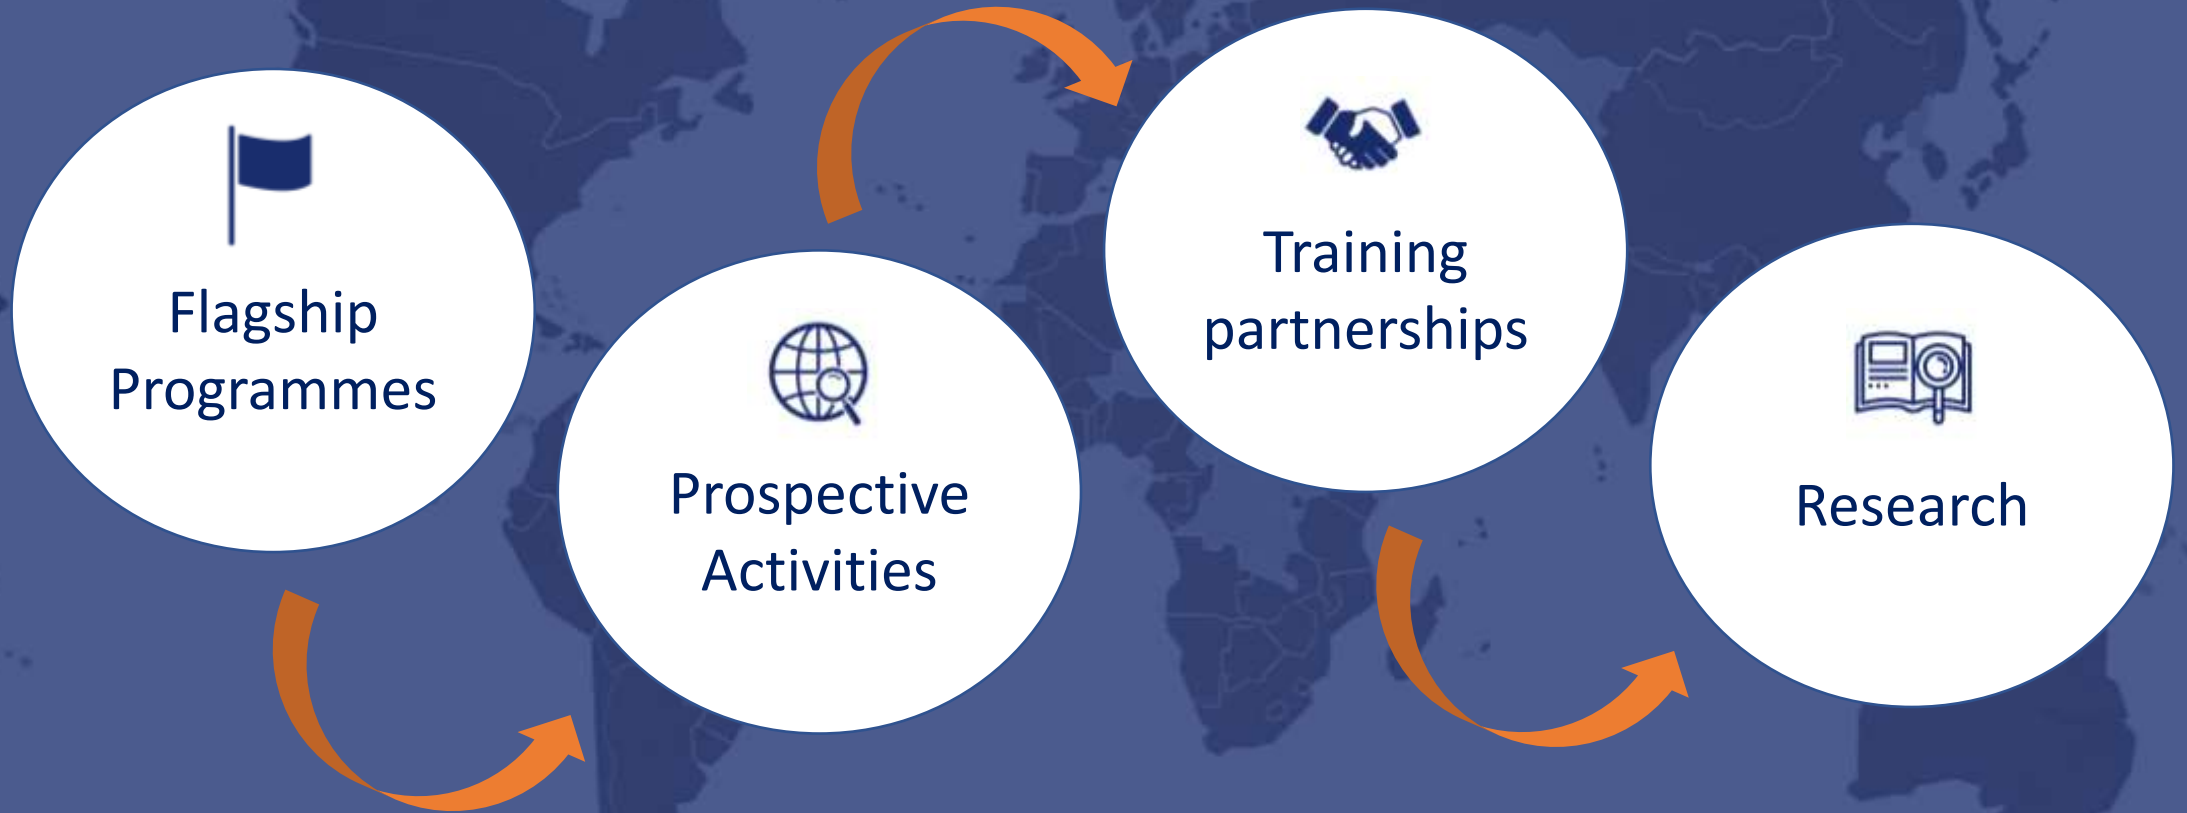 Flagship
Programmes
Prospective
Activities
Training
partnerships
Research